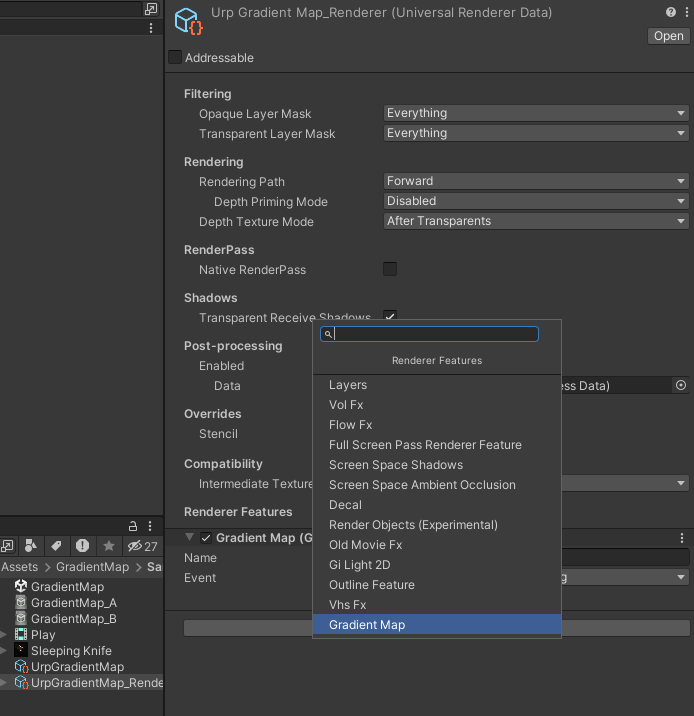 Urp Gradient Map_Renderer (Universal Renderer Data)
Open
Addressable
Filtering
Opaque Layer Mask Everything
Transparent Layer Mask Everything
Rendering
Rendering Path Forward
Depth Priming Mode Disabled
Depth Texture Mode After Transparents
RenderPass
Native RenderPass
Shadows
Transparent Receive Shadows
Post-processing
Enabled
Data ess Data)
Overrides
Stencil
Compatibility
Intermediate Texture
Renderer Features
Gradient Map (G
Name
Event g
Renderer Features
Layers
Vol Fx
Flow Fx
Full Screen Pass Renderer Feature
Screen Space Shadows
Screen Space Ambient Occlusion
Decal
Render Objects (Experimental)
Old Movie Fx
Gi Light 2D
Outline Feature
Vhs Fx
Gradient Map
27
Assets > GradientMap > Sa
GradientMap
GradientMap_A
GradientMap_B
Play
Sleeping Knife
UrpGradientMap
UrpGradientMap_Rende